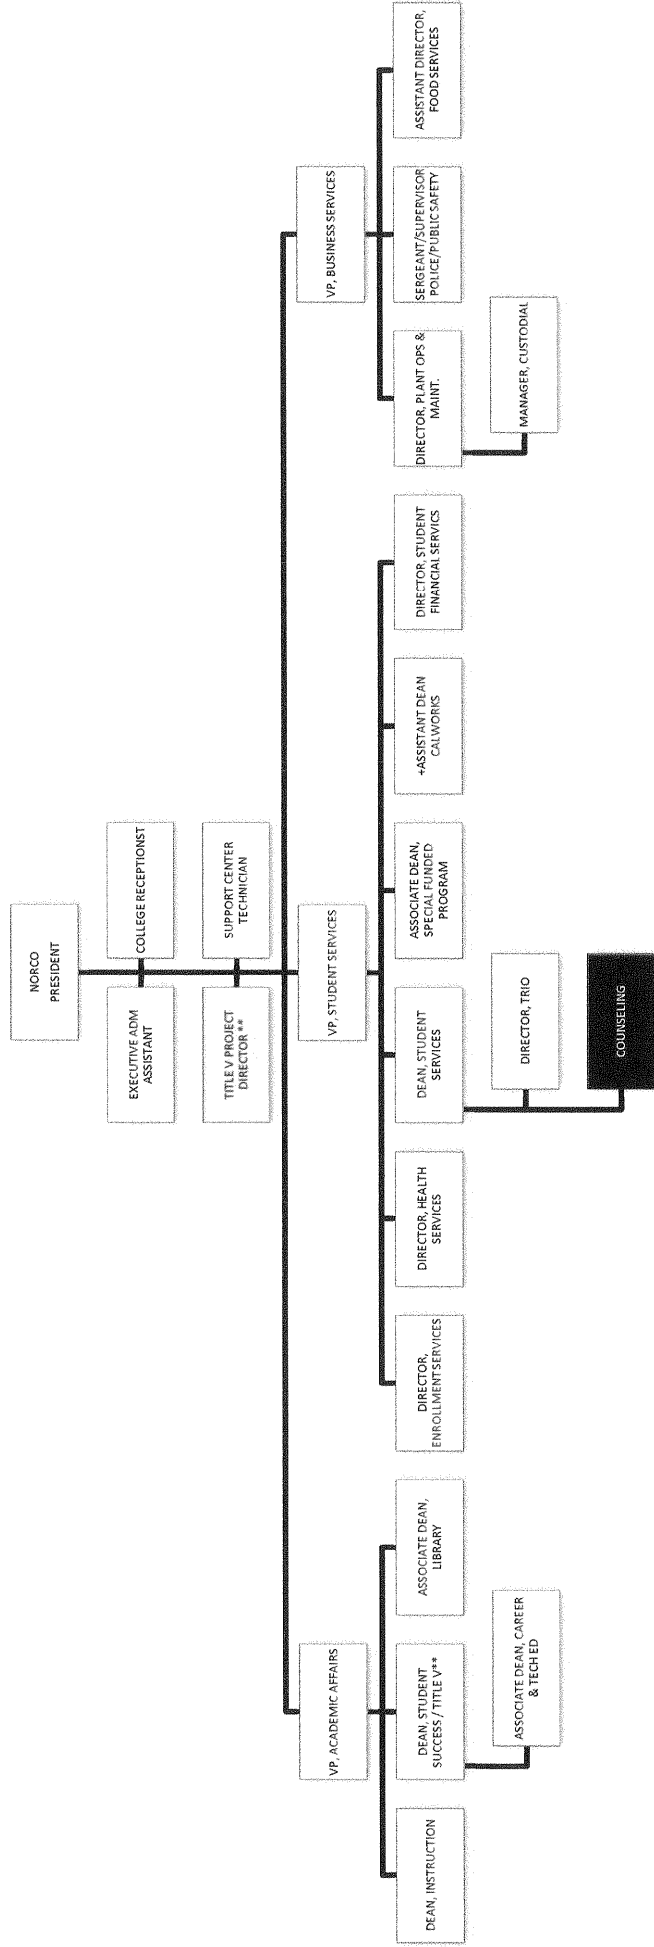 NORCO
PRESIDENT
EXECUTIVE ADM
ASSISTANT
COLLEGE RECEPTIONST
TITLE V PROJECT
DIRECTOR**
SUPPORT CENTER
TECHNICIAN
VP, ACADEMIC AFFAIRS
VP, STUDENT SERVICES
VP, BUSINESS SERVICES
DEAN, INSTRUCTION
DEAN, STUDENT
SUCCESS / TITLE V**
ASSOCIATE DEAN,
LIBRARY
DIRECTOR,
ENROLLMENT SERVICES
DIRECTOR, HEALTH
SERVICES
DEAN, STUDENT
SERVICES
ASSOCIATE DEAN,
SPECIAL FUNDED
PROGRAM
+ASSISTANT DEAN
CALWORKS
DIRECTOR, STUDENT
FINANCIAL SERVICS
DIRECTOR, PLANT OPS &
MAINT.
SERGEANT/SUPERVISOR
POLICE/PUBLIC SAFETY
ASSISTANT DIRECTOR,
FOOD SERVICES
ASSOCIATE DEAN, CAREER
& TECH ED
DIRECTOR, TRIO
MANAGER, CUSTODIAL
COUNSELING